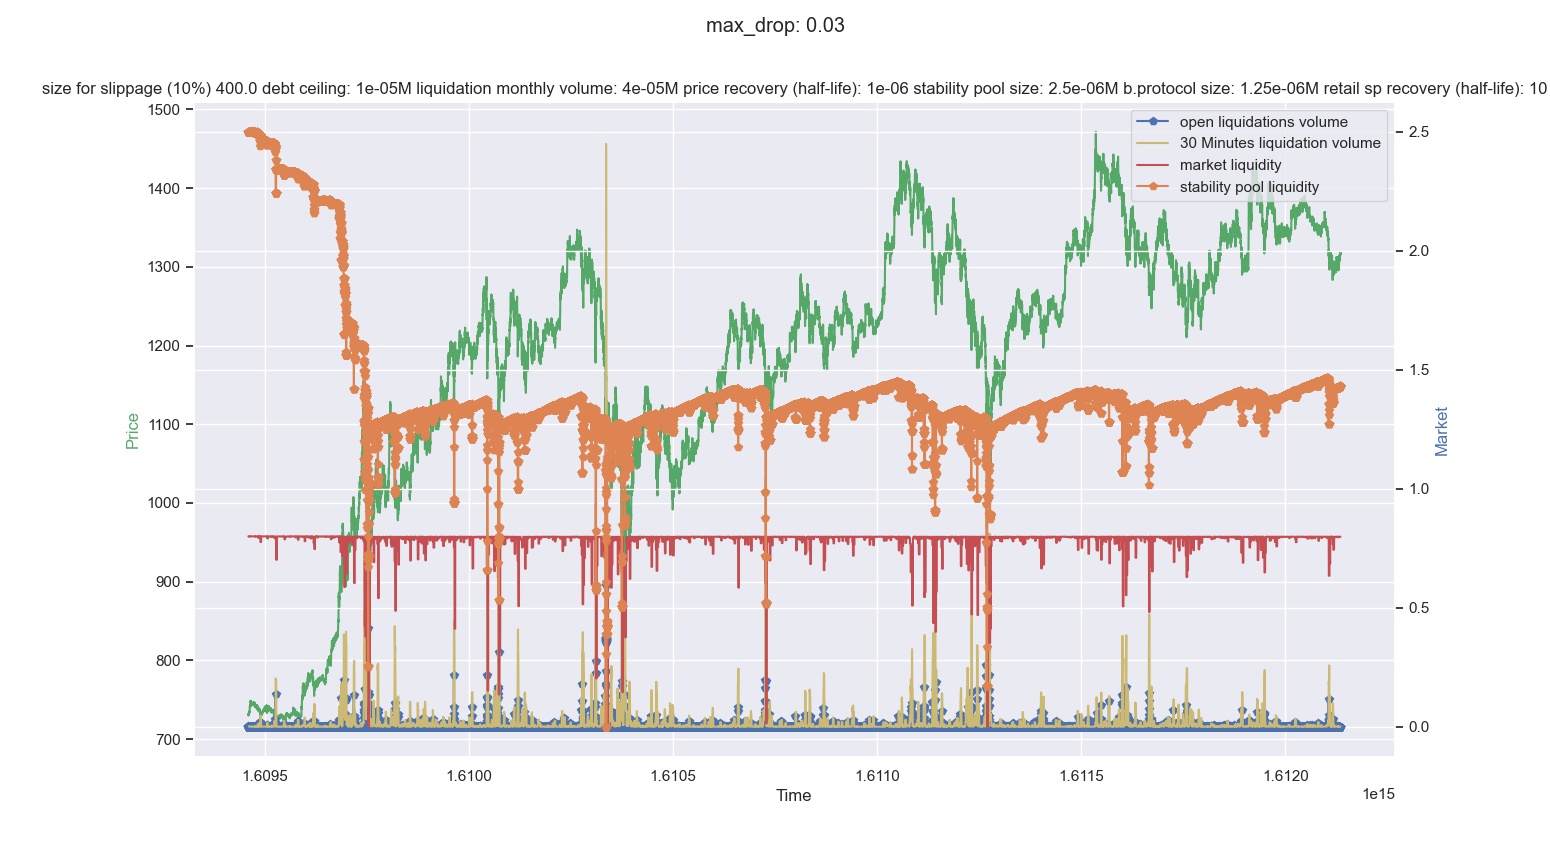 max_drop: 0.03
size for slippage (10%) 400.0 debt ceiling: 1e-05M liquidation monthly volume: 4e-05M price recovery (half-life): 1e-06 stability pool size: 2.5e-06M b.protocol size: 1.25e-06M retail sp recovery (half-life): 10
1500
1400
1300
1200
1100
1000
900
800
700
Price
open liquidations volume
30 Minutes liquidation volume
market liquidity
stability pool liquidity
2.5
2.0
1.5
1.0
0.5
0.0
Market
1.6095
1.6100
1.6105
1.6110
1.6115
1.6120
Time
1e15